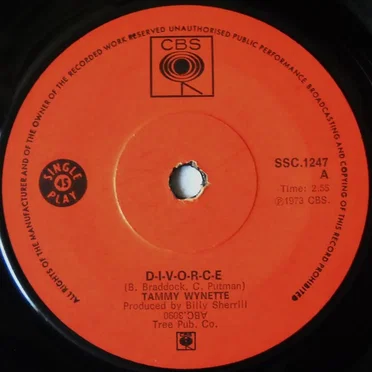 ALL RIGHTS OF THE MANUFACTURER AND OF THE OWNER OF THE RECORDED WORK RESERVED UNAUTHORISED PUBLIC PERFORMANCE BROADCASTING AND COPYING OF THIS RECORD PROHIBITED
CBS
SSC.1247
A
SINGLE
45
PLAY
Time: 2.55
℗1973 CBS.
D-I-V-O-R-C-E
(B. Braddock, C. Putman)
TAMMY WYNETTE
Produced by Billy Sherrill
ABC.3050
Tree Pub. Co.